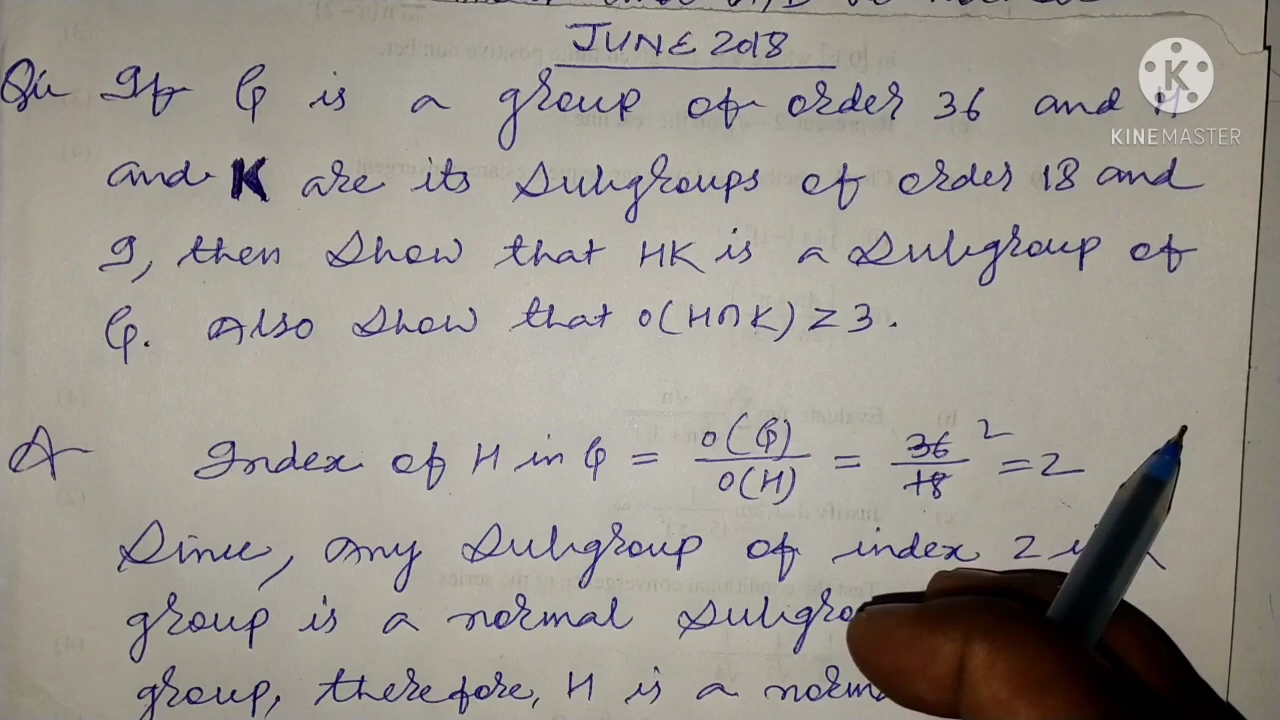 JUNE 2018
Qu If G is a group of order 36 and H
and K are its subgroups of order 18 and
9, then show that HK is a subgroup of
G. Also show that o(H∩K) ≥ 3.
A Index of H in G = o(G)/o(H) = 36/18 2 = 2
Since, any subgroup of index 2 in
group is a normal
group, therefore, H is a
K
KINEMASTER